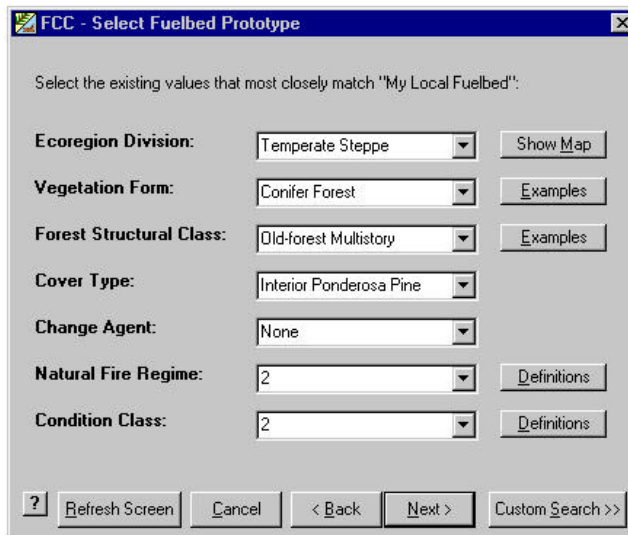 FCC - Select Fuelbed Prototype
Select the existing values that most closely match "My Local Fuelbed":
Ecoregion Division: Temperate Steppe Show Map
Vegetation Form: Conifer Forest Examples
Forest Structural Class: Old-forest Multistory Examples
Cover Type: Interior Ponderosa Pine
Change Agent: None
Natural Fire Regime: 2 Definitions
Condition Class: 2 Definitions
? Refresh Screen Cancel < Back Next > Custom Search >>